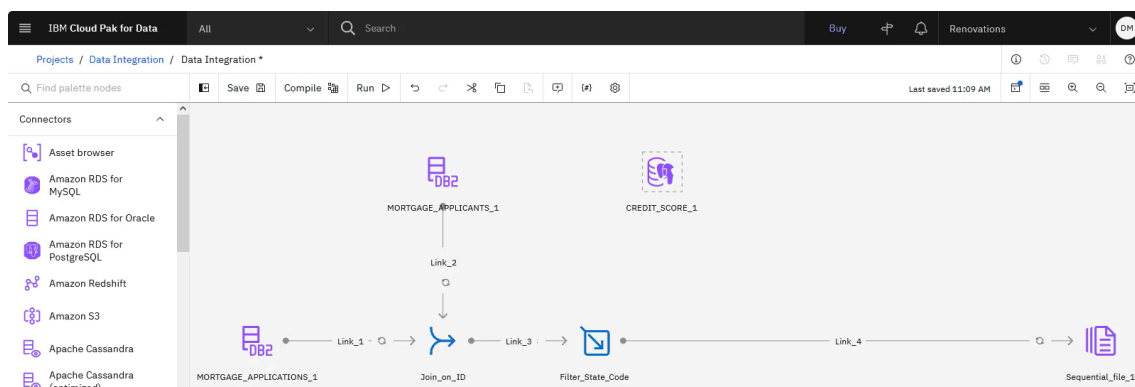 IBM Cloud Pak for Data All Search Buy Renovations DM
Projects / Data Integration / Data Integration *
Find palette nodes Save Compile Run {#} Last saved 11:09 AM
Connectors
Asset browser
Amazon RDS for
MySQL
Amazon RDS for Oracle
Amazon RDS for
PostgreSQL
Amazon Redshift
Amazon S3
Apache Cassandra
Apache Cassandra
(optimized)
DB2
MORTGAGE_APPLICANTS_1
CREDIT_SCORE_1
Link_2
DB2
Link_1
Link_3
Link_4
MORTGAGE_APPLICATIONS_1
Join_on_ID
Filter_State_Code
Sequential_file_1